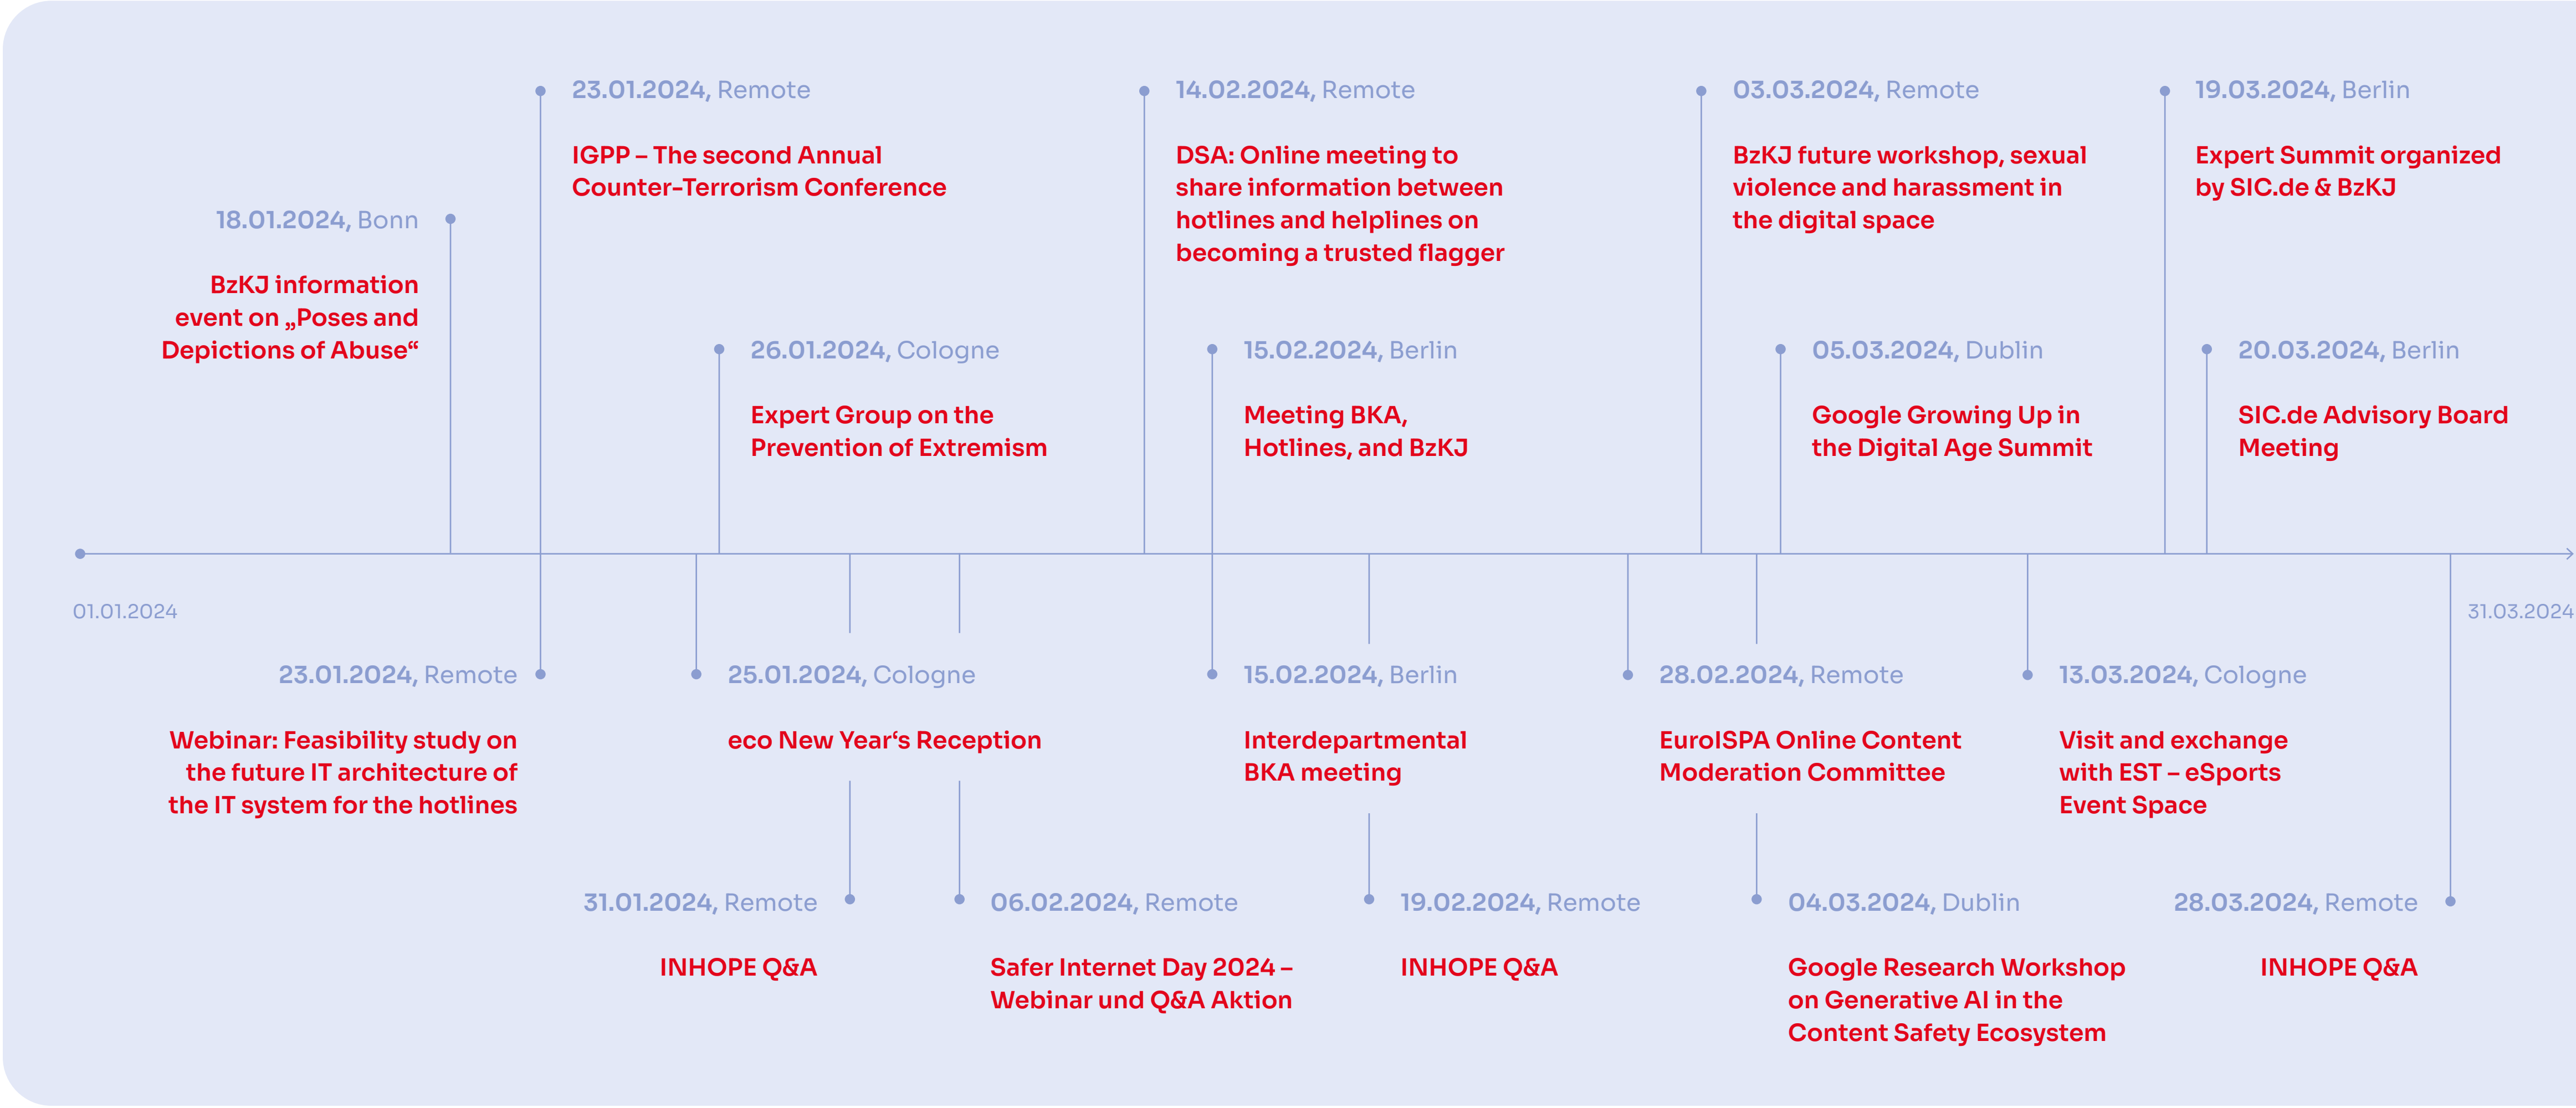 23.01.2024, Remote
IGPP – The second Annual
Counter-Terrorism Conference
14.02.2024, Remote
DSA: Online meeting to
share information between
hotlines and helplines on
becoming a trusted flagger
03.03.2024, Remote
BzKJ future workshop, sexual
violence and harassment in
the digital space
19.03.2024, Berlin
Expert Summit organized
by SIC.de & BzKJ
18.01.2024, Bonn
BzKJ information
event on „Poses and
Depictions of Abuse“
26.01.2024, Cologne
Expert Group on the
Prevention of Extremism
15.02.2024, Berlin
Meeting BKA,
Hotlines, and BzKJ
05.03.2024, Dublin
Google Growing Up in
the Digital Age Summit
20.03.2024, Berlin
SIC.de Advisory Board
Meeting
01.01.2024
31.03.2024
23.01.2024, Remote
Webinar: Feasibility study on
the future IT architecture of
the IT system for the hotlines
25.01.2024, Cologne
eco New Year‘s Reception
15.02.2024, Berlin
Interdepartmental
BKA meeting
28.02.2024, Remote
EuroISPA Online Content
Moderation Committee
13.03.2024, Cologne
Visit and exchange
with EST – eSports
Event Space
31.01.2024, Remote
INHOPE Q&A
06.02.2024, Remote
Safer Internet Day 2024 –
Webinar und Q&A Aktion
19.02.2024, Remote
INHOPE Q&A
04.03.2024, Dublin
Google Research Workshop
on Generative AI in the
Content Safety Ecosystem
28.03.2024, Remote
INHOPE Q&A